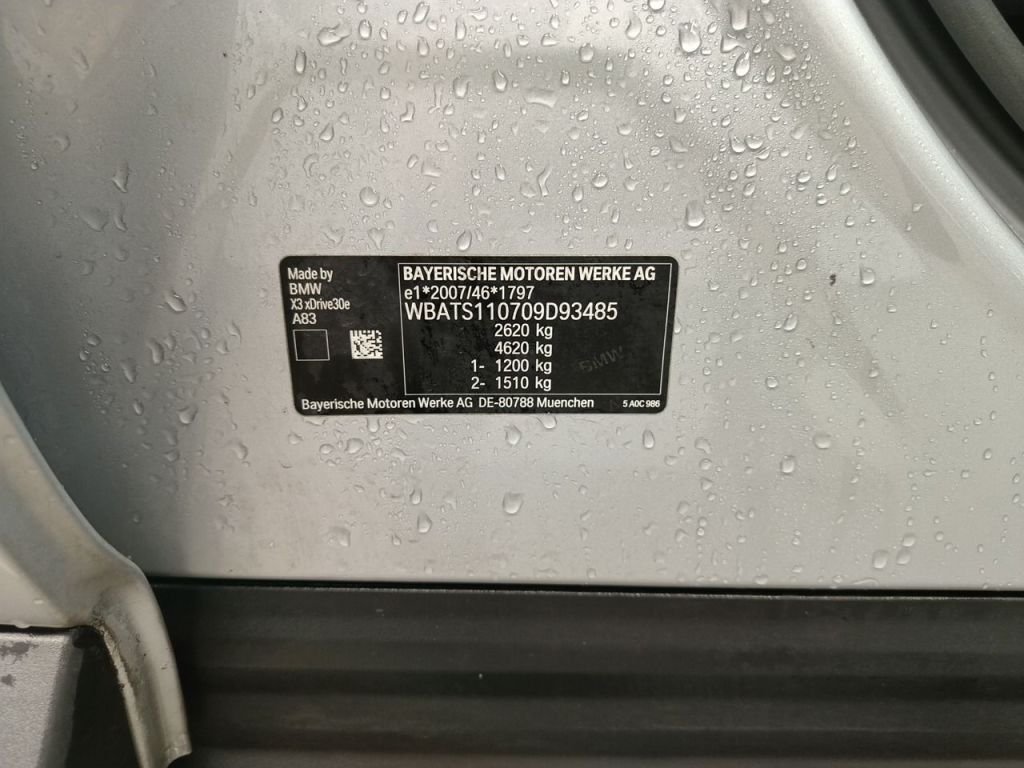 Made by
BMW
X3 xDrive30e
A83
BAYERISCHE MOTOREN WERKE AG
e1*2007/46*1797
WBATS110709D93485
2620 kg
4620 kg
1- 1200 kg
2- 1510 kg
BMW
Bayerische Motoren Werke AG DE-80788 Muenchen
5 A0C 986